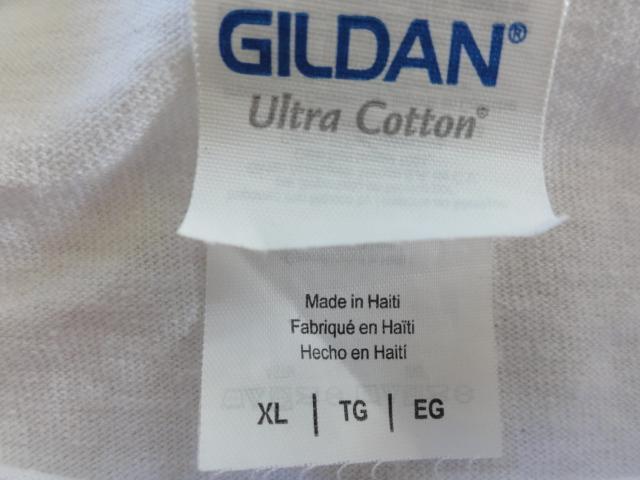 GILDAN®
Ultra Cotton®
Made in Haiti
Fabriqué en Haïti
Hecho en Haití
XL | TG | EG